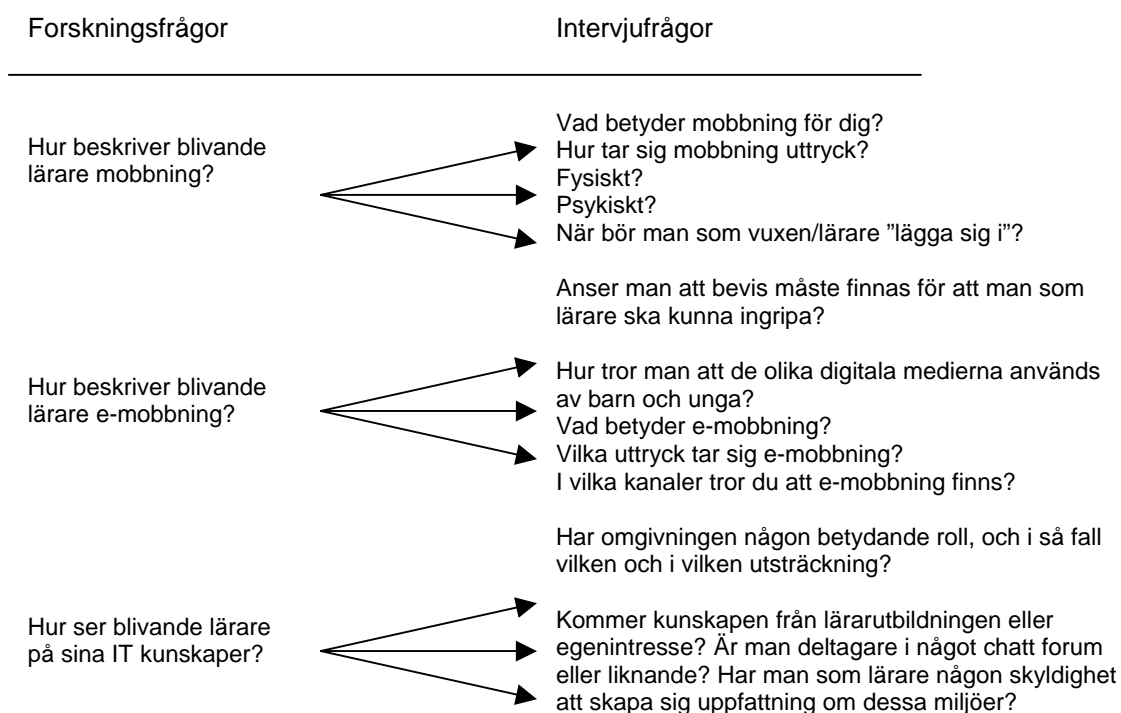 Forskningsfrågor
Intervjufrågor
Hur beskriver blivande
lärare mobbning?
Vad betyder mobbning för dig?
Hur tar sig mobbning uttryck?
Fysiskt?
Psykiskt?
När bör man som vuxen/lärare ”lägga sig i”?
Anser man att bevis måste finnas för att man som
lärare ska kunna ingripa?
Hur beskriver blivande
lärare e-mobbning?
Hur tror man att de olika digitala medierna används
av barn och unga?
Vad betyder e-mobbning?
Vilka uttryck tar sig e-mobbning?
I vilka kanaler tror du att e-mobbning finns?
Har omgivningen någon betydande roll, och i så fall
vilken och i vilken utsträckning?
Hur ser blivande lärare
på sina IT kunskaper?
Kommer kunskapen från lärarutbildningen eller
egenintresse? Är man deltagare i något chatt forum
eller liknande? Har man som lärare någon skyldighet
att skapa sig uppfattning om dessa miljöer?